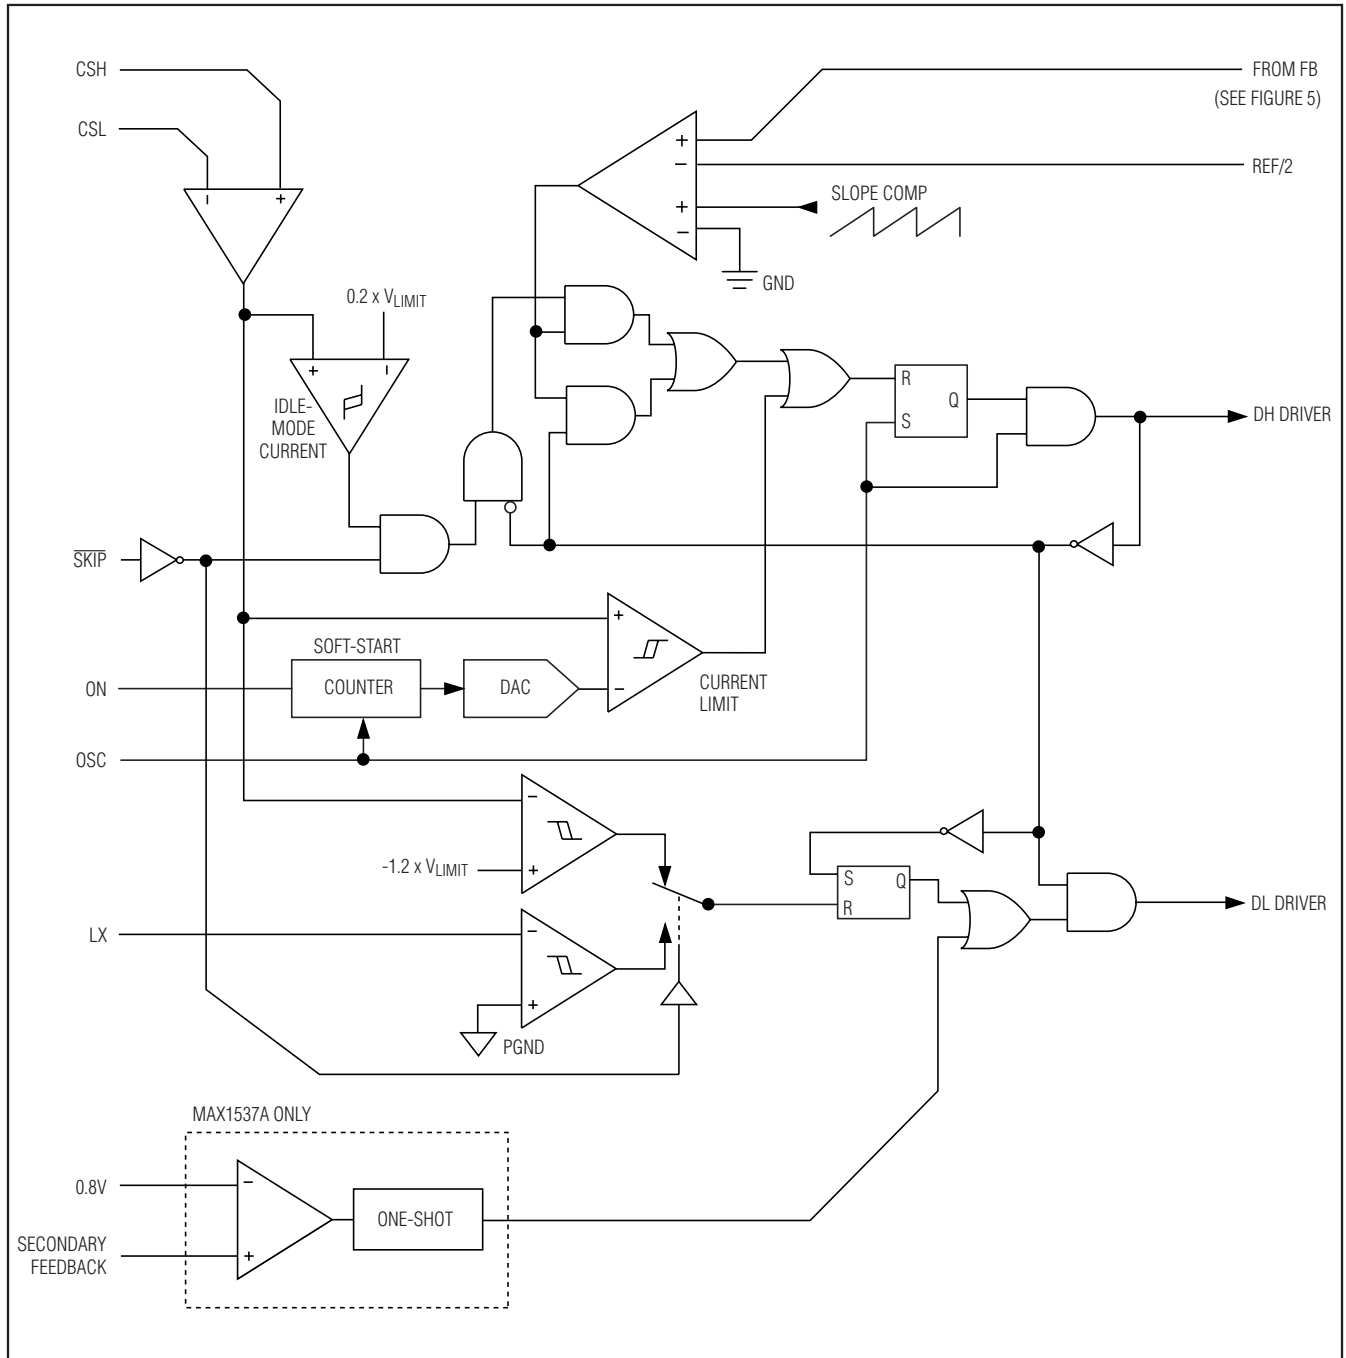 CSH
FROM FB
(SEE FIGURE 5)
CSL
+
−
REF/2
− +
+
−
SLOPE COMP
GND
0.2 x VLIMIT
+ −
IDLE-
MODE
CURRENT
R
Q
S
DH DRIVER
SKIP
+
−
SOFT-START
COUNTER
DAC
CURRENT
LIMIT
ON
OSC
−
+
-1.2 x VLIMIT
S
Q
R
DL DRIVER
LX
−
+
PGND
MAX1537A ONLY
0.8V
−
ONE-SHOT
SECONDARY
FEEDBACK
+